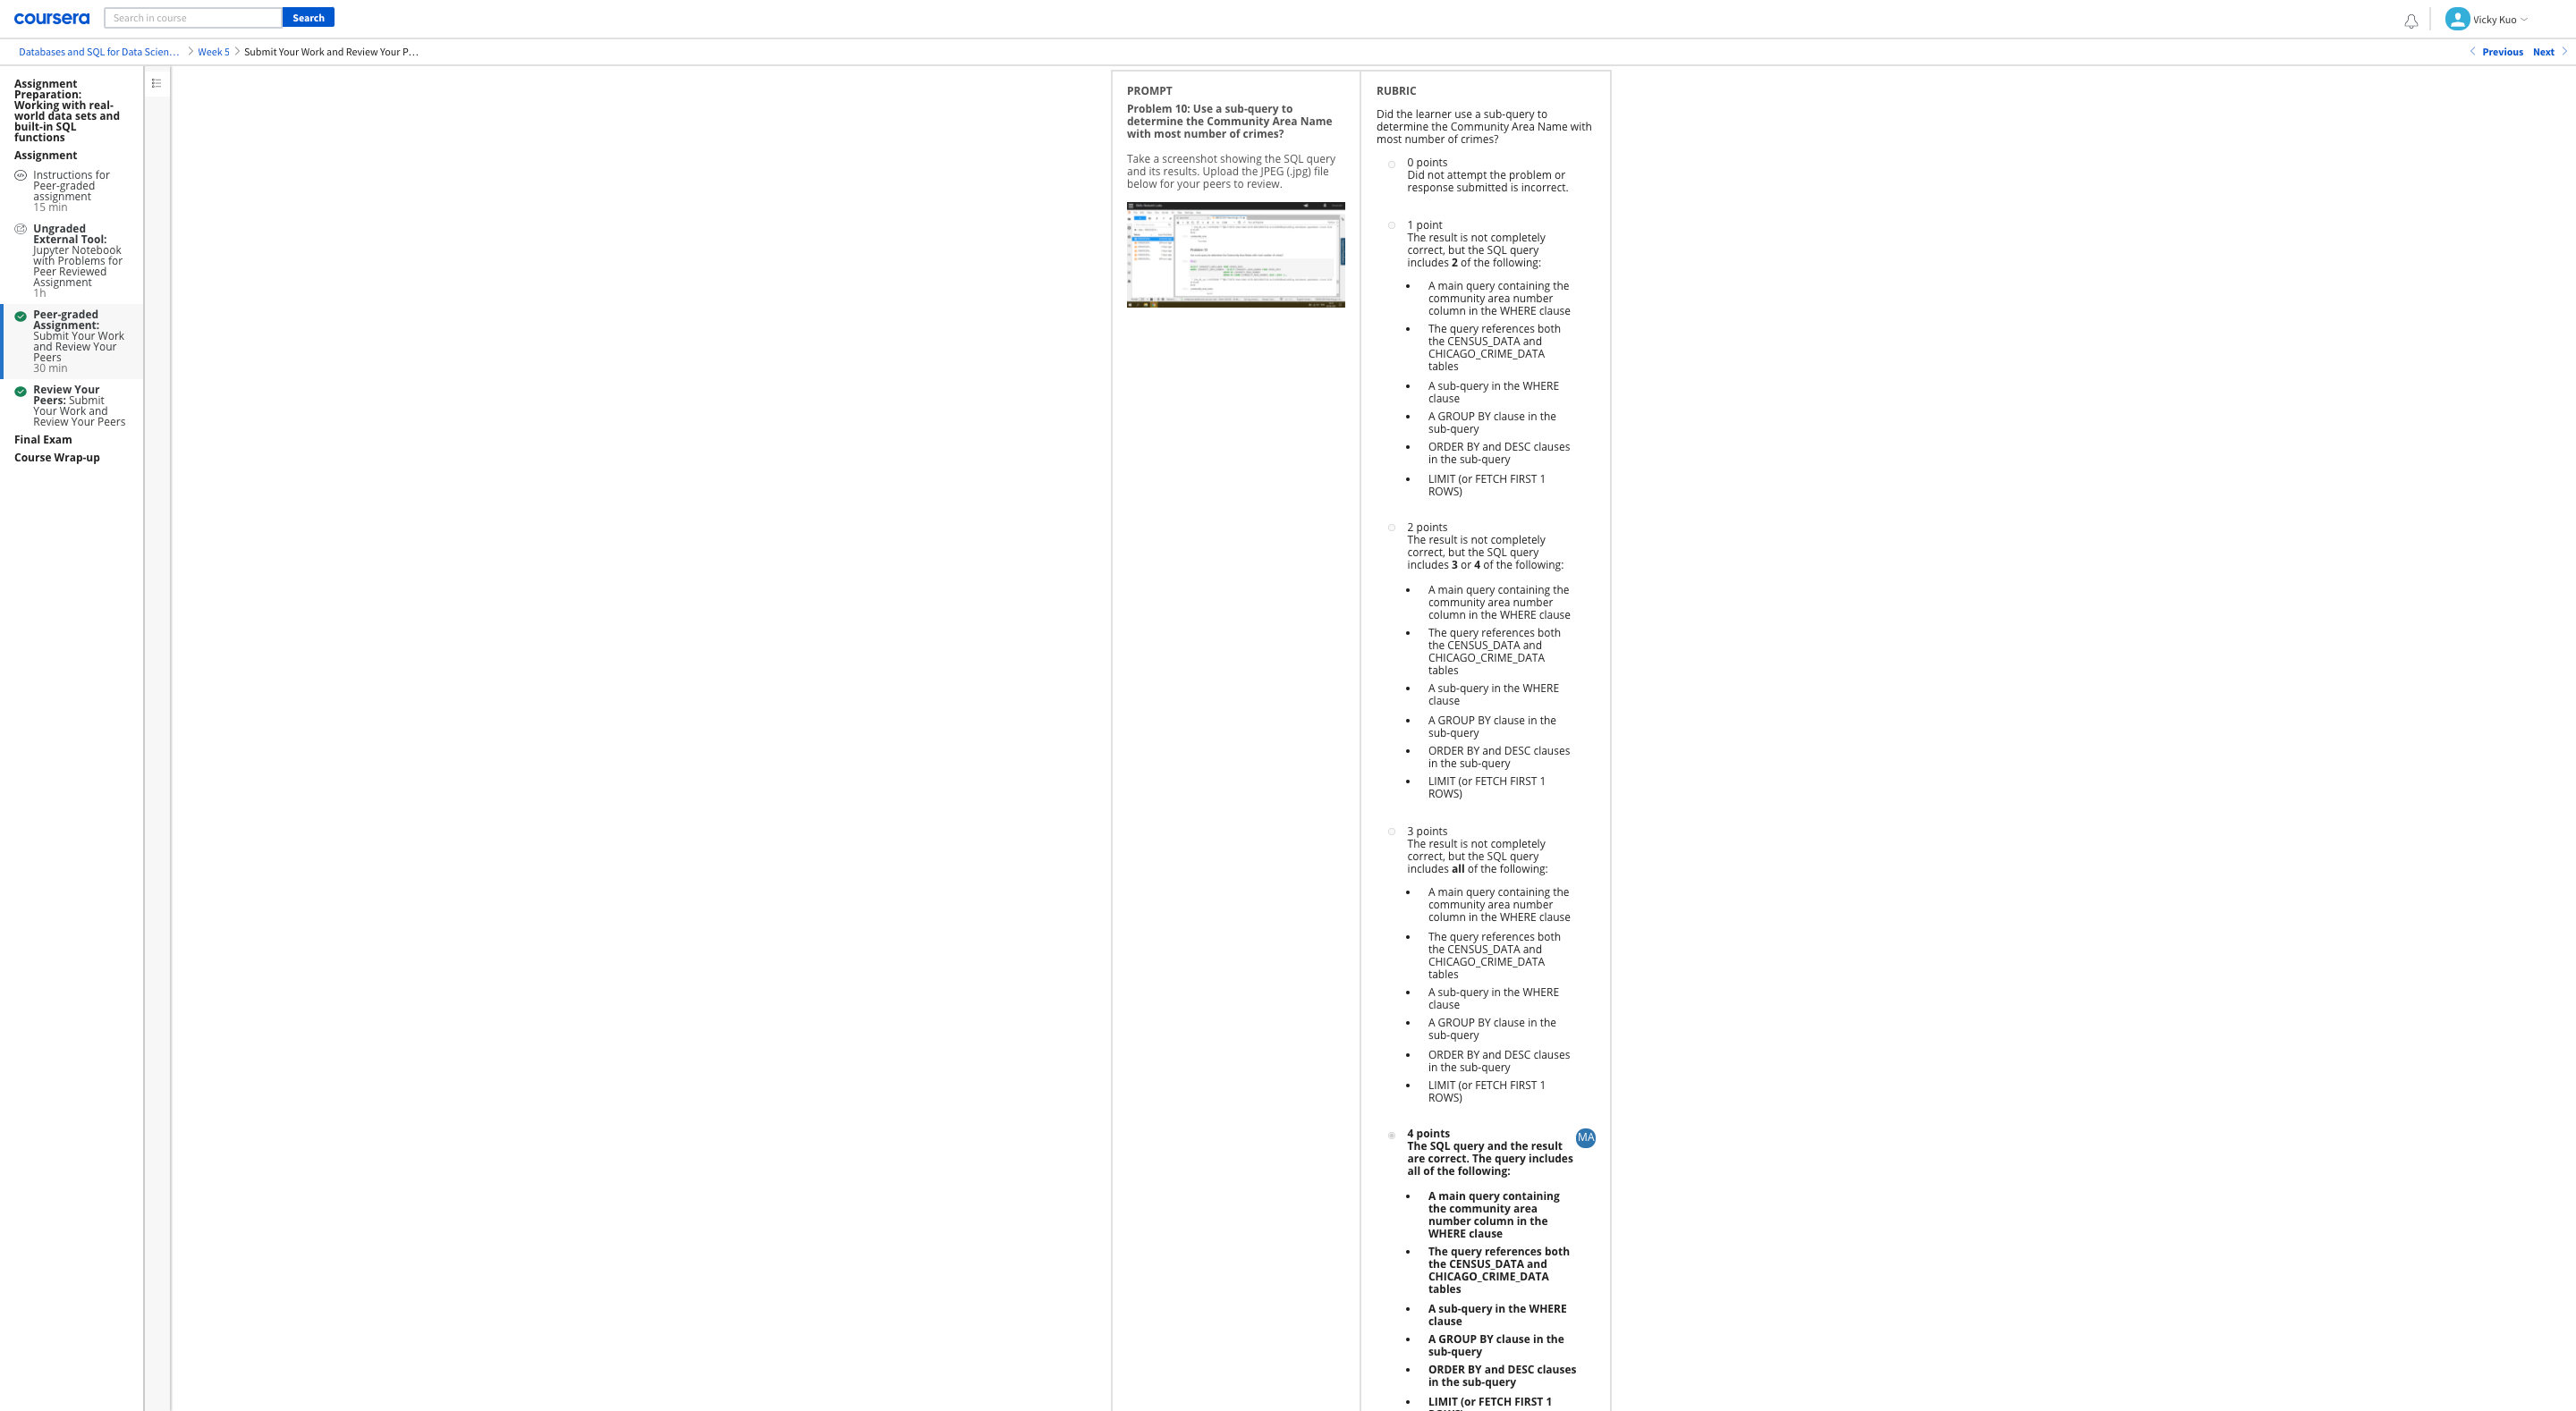 coursera
Search in course
Search
Vicky Kuo
Databases and SQL for Data Scien...
Week 5
Submit Your Work and Review Your P...
Previous
Next
Assignment
Preparation:
Working with real-
world data sets and
built-in SQL
functions
Assignment
Instructions for
Peer-graded
assignment
15 min
Ungraded
External Tool:
Jupyter Notebook
with Problems for
Peer Reviewed
Assignment
1h
Peer-graded
Assignment:
Submit Your Work
and Review Your
Peers
30 min
Review Your
Peers: Submit
Your Work and
Review Your Peers
Final Exam
Course Wrap-up
PROMPT
Problem 10: Use a sub-query to
determine the Community Area Name
with most number of crimes?
Take a screenshot showing the SQL query
and its results. Upload the JPEG (.jpg) file
below for your peers to review.
RUBRIC
Did the learner use a sub-query to
determine the Community Area Name with
most number of crimes?
0 points
Did not attempt the problem or
response submitted is incorrect.
1 point
The result is not completely
correct, but the SQL query
includes 2 of the following:
A main query containing the
community area number
column in the WHERE clause
The query references both
the CENSUS_DATA and
CHICAGO_CRIME_DATA
tables
A sub-query in the WHERE
clause
A GROUP BY clause in the
sub-query
ORDER BY and DESC clauses
in the sub-query
LIMIT (or FETCH FIRST 1
ROWS)
2 points
The result is not completely
correct, but the SQL query
includes 3 or 4 of the following:
A main query containing the
community area number
column in the WHERE clause
The query references both
the CENSUS_DATA and
CHICAGO_CRIME_DATA
tables
A sub-query in the WHERE
clause
A GROUP BY clause in the
sub-query
ORDER BY and DESC clauses
in the sub-query
LIMIT (or FETCH FIRST 1
ROWS)
3 points
The result is not completely
correct, but the SQL query
includes all of the following:
A main query containing the
community area number
column in the WHERE clause
The query references both
the CENSUS_DATA and
CHICAGO_CRIME_DATA
tables
A sub-query in the WHERE
clause
A GROUP BY clause in the
sub-query
ORDER BY and DESC clauses
in the sub-query
LIMIT (or FETCH FIRST 1
ROWS)
4 points
MA
The SQL query and the result
are correct. The query includes
all of the following:
A main query containing
the community area
number column in the
WHERE clause
The query references both
the CENSUS_DATA and
CHICAGO_CRIME_DATA
tables
A sub-query in the WHERE
clause
A GROUP BY clause in the
sub-query
ORDER BY and DESC clauses
in the sub-query
LIMIT (or FETCH FIRST 1